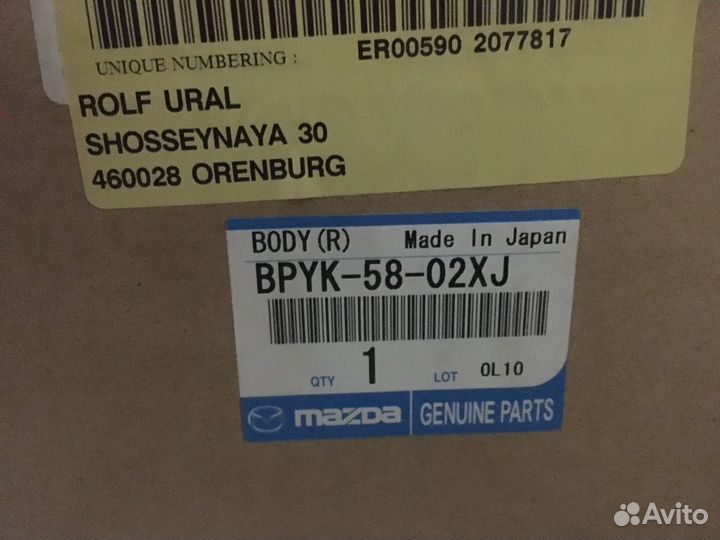 UNIQUE NUMBERING : ER00590 2077817
ROLF URAL
SHOSSEYNAYA 30
460028 ORENBURG
BODY(R) Made In Japan
BPYK-58-02XJ
QTY 1 LOT 0L10
mazDa GENUINE PARTS
Avito